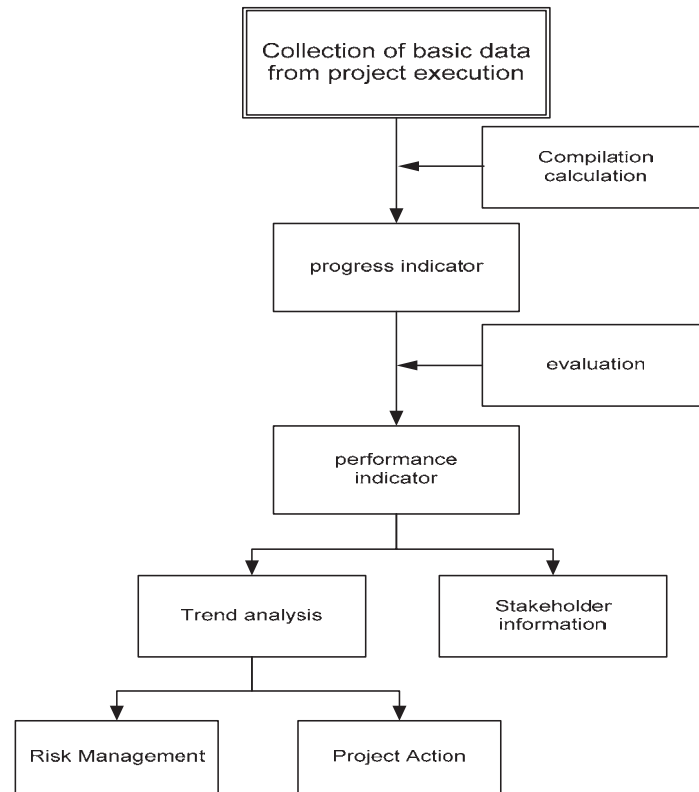 Collection of basic data
from project execution
Compilation
calculation
progress indicator
evaluation
performance
indicator
Trend analysis
Stakeholder
information
Risk Management
Project Action